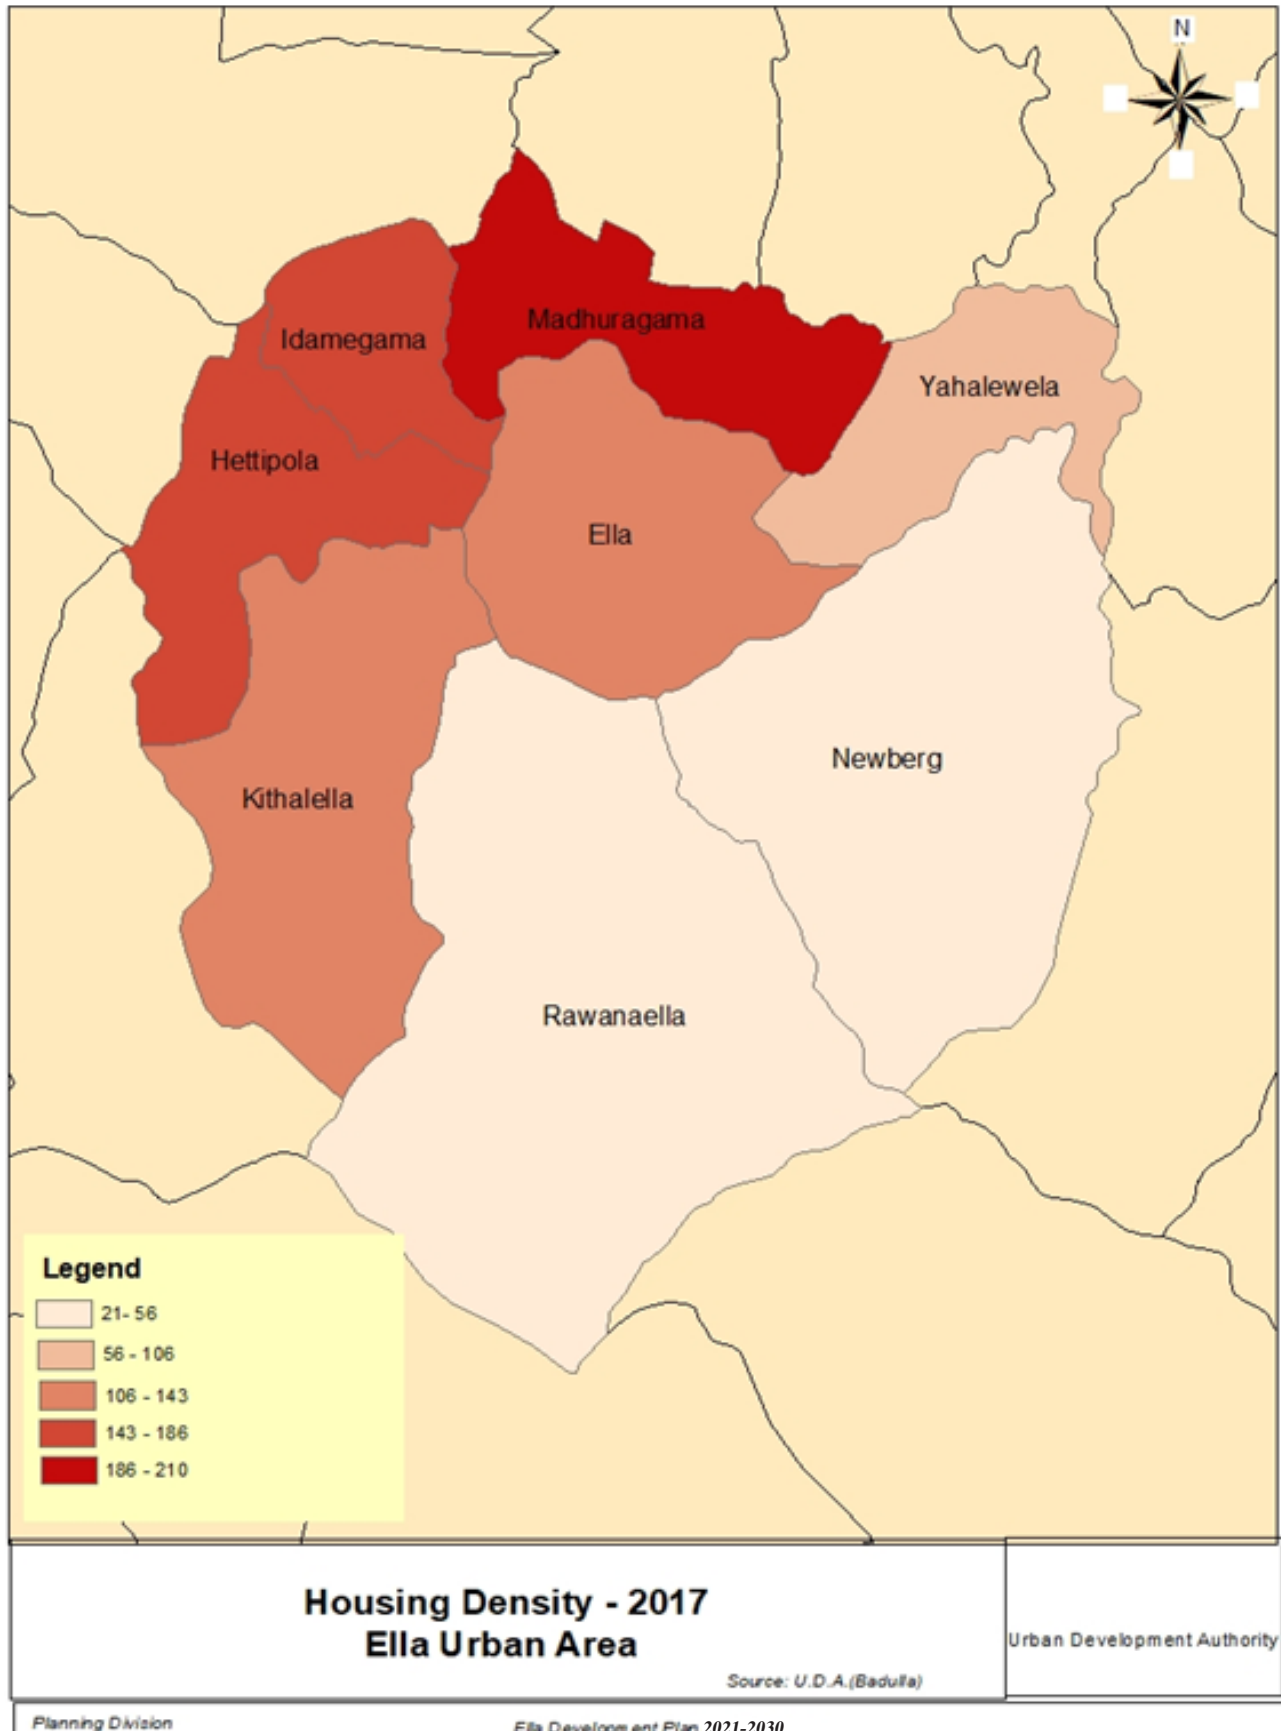 N
Madhuragama
Idamegama
Yahalewela
Hettipola
Ella
Newberg
Kithalella
Rawanaella
Legend
21- 56
56 - 106
106 - 143
143 - 186
186 - 210
Housing Density - 2017
Ella Urban Area
Source: U.D.A.(Badulla)
Urban Development Authority
Planning Division
Ella Development Plan 2021-2030